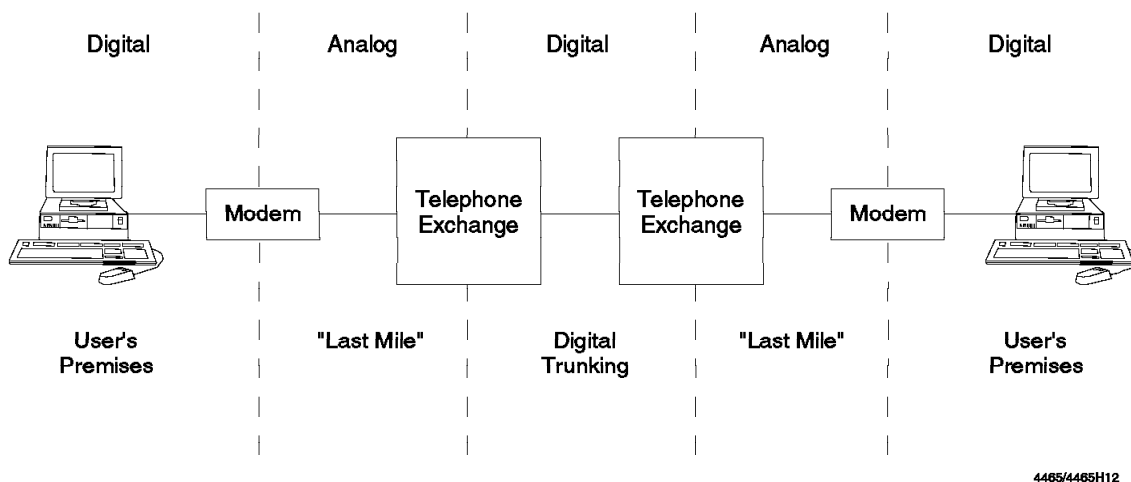 Digital
Analog
Digital
Analog
Digital
Modem
Telephone
Exchange
Telephone
Exchange
Modem
User's
Premises
"Last Mile"
Digital
Trunking
"Last Mile"
User's
Premises
4465/4465H12